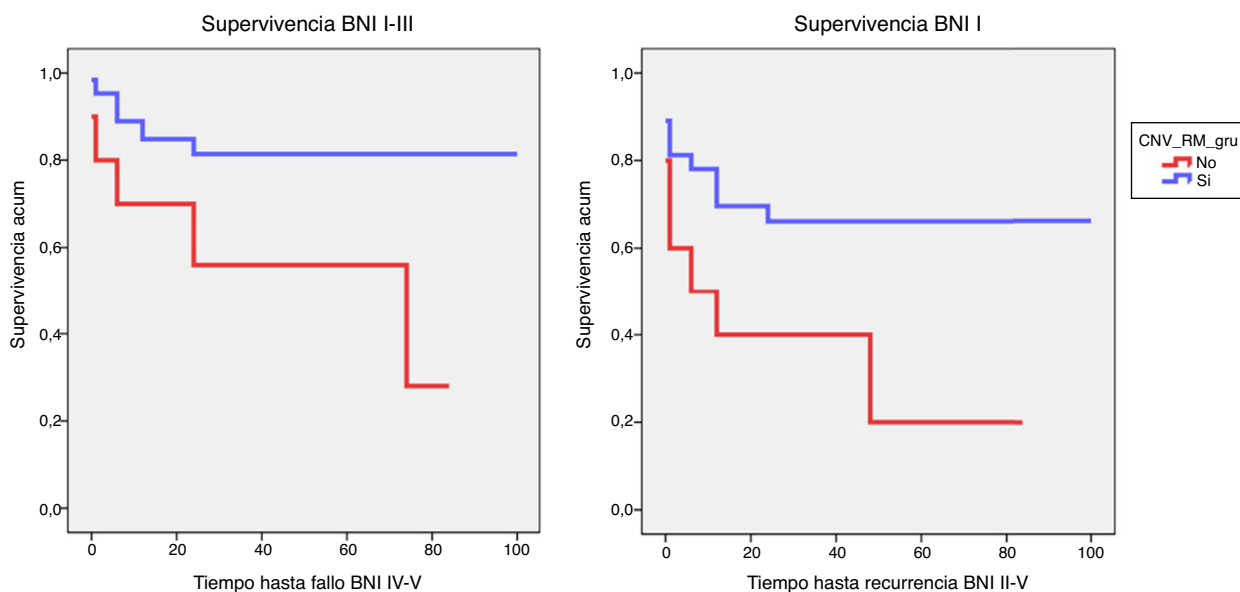 Supervivencia BNI I-III
Supervivencia acum
1,0
0,8
0,6
0,4
0,2
0,0
0 20 40 60 80 100
Tiempo hasta fallo BNI IV-V
Supervivencia BNI I
Supervivencia acum
1,0
0,8
0,6
0,4
0,2
0,0
0 20 40 60 80 100
Tiempo hasta recurrencia BNI II-V
CNV_RM_gru
No
Si